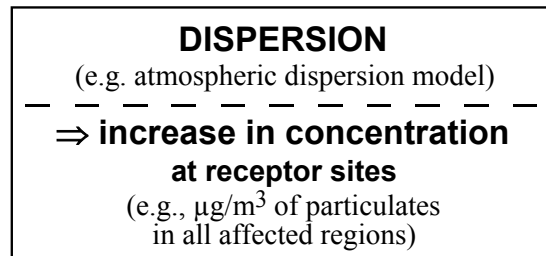 DISPERSION
(e.g. atmospheric dispersion model)
⇒ increase in concentration
at receptor sites
(e.g., µg/m³ of particulates
in all affected regions)